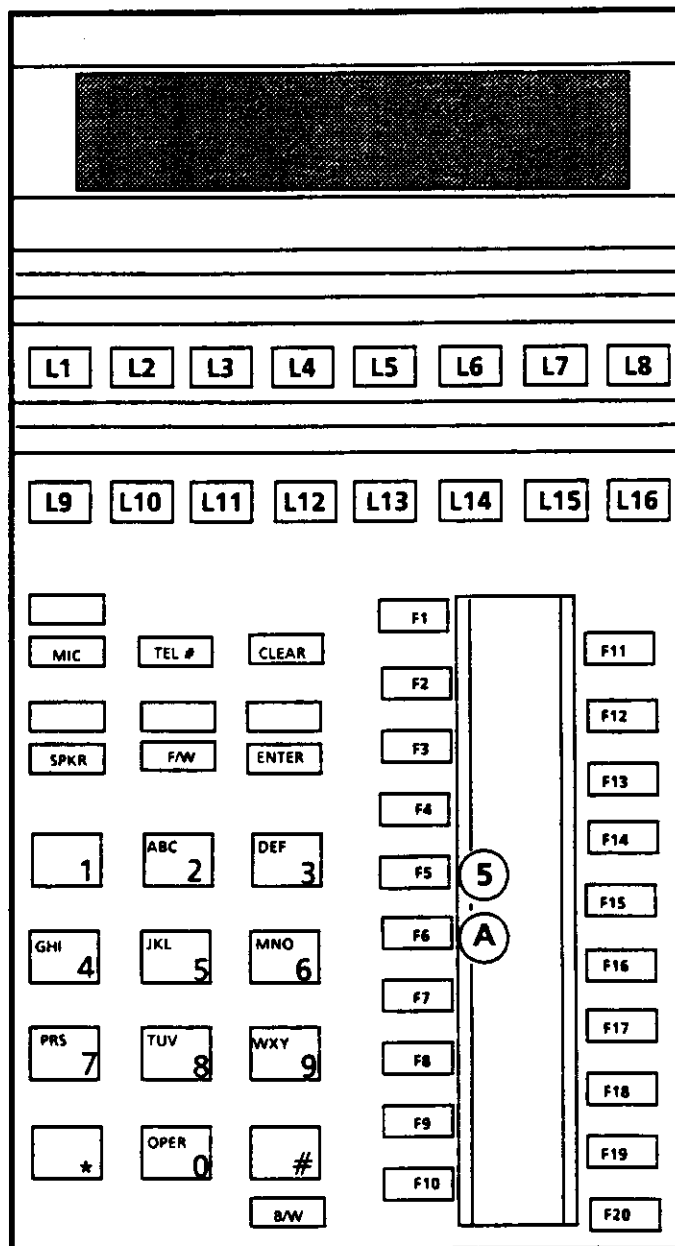 L1 L2 L3 L4 L5 L6 L7 L8
L9 L10 L11 L12 L13 L14 L15 L16
F1
MIC TEL # CLEAR F11
F2
F12
SPKR F/W ENTER F3
F13
F4
F14
1 ABC 2 DEF 3 F5 5
F15
GHI 4 JKL 5 MNO 6 F6 A
F16
F7
F17
PRS 7 TUV 8 WXY 9 F8
F18
F9
* OPER 0 # F19
F10
B/W F20